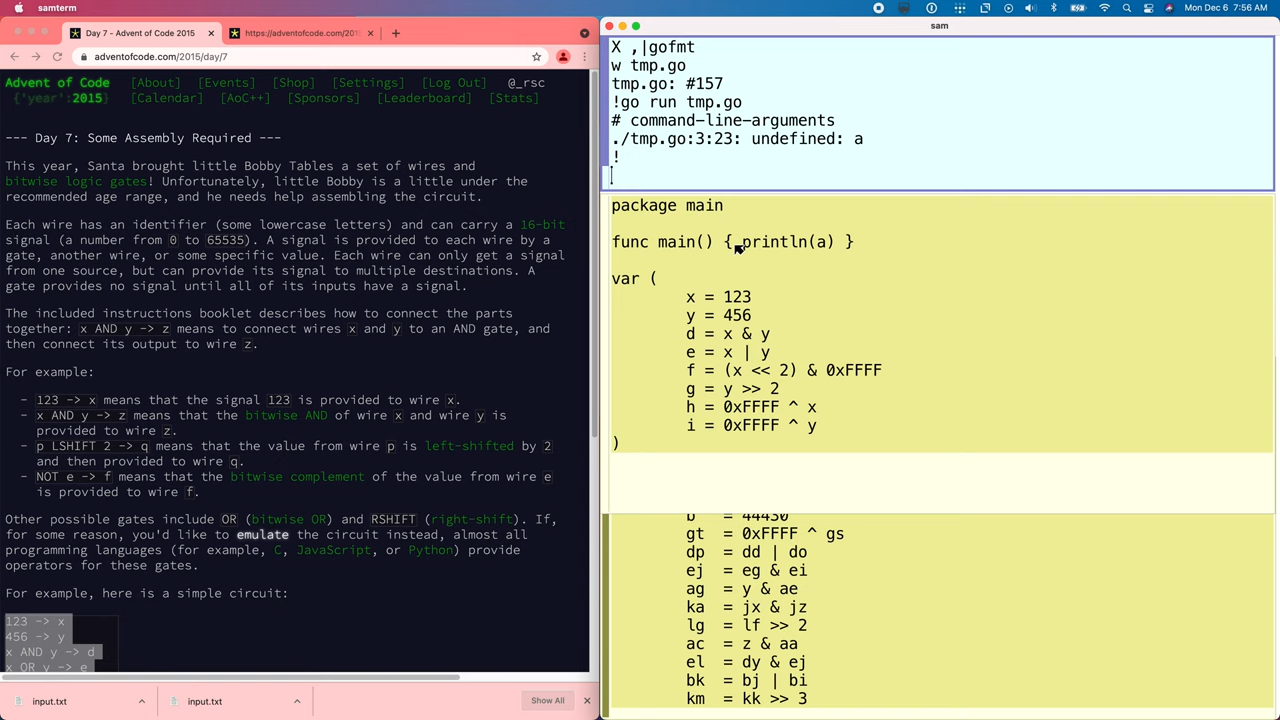 samterm
Mon Dec 6 7:56 AM
Day 7 - Advent of Code 2015
https://adventofcode.com/2015/
adventofcode.com/2015/day/7
Advent of Code [About] [Events] [Shop] [Settings] [Log Out] @_rsc
{'year':2015} [Calendar] [AoC++] [Sponsors] [Leaderboard] [Stats]
--- Day 7: Some Assembly Required ---
This year, Santa brought little Bobby Tables a set of wires and
bitwise logic gates! Unfortunately, little Bobby is a little under the
recommended age range, and he needs help assembling the circuit.
Each wire has an identifier (some lowercase letters) and can carry a 16-bit
signal (a number from 0 to 65535). A signal is provided to each wire by a
gate, another wire, or some specific value. Each wire can only get a signal
from one source, but can provide its signal to multiple destinations. A
gate provides no signal until all of its inputs have a signal.
The included instructions booklet describes how to connect the parts
together: x AND y -> z means to connect wires x and y to an AND gate, and
then connect its output to wire z.
For example:
- 123 -> x means that the signal 123 is provided to wire x.
- x AND y -> z means that the bitwise AND of wire x and wire y is
provided to wire z.
- p LSHIFT 2 -> q means that the value from wire p is left-shifted by 2
and then provided to wire q.
- NOT e -> f means that the bitwise complement of the value from wire e
is provided to wire f.
Other possible gates include OR (bitwise OR) and RSHIFT (right-shift). If,
for some reason, you'd like to emulate the circuit instead, almost all
programming languages (for example, C, JavaScript, or Python) provide
operators for these gates.
For example, here is a simple circuit:
123 -> x
456 -> y
x AND y -> d
x OR y -> e
input.txt
input.txt
Show All
sam
X ,|gofmt
w tmp.go
tmp.go: #157
!go run tmp.go
# command-line-arguments
./tmp.go:3:23: undefined: a
!
package main
func main() { println(a) }
var (
x = 123
y = 456
d = x & y
e = x | y
f = (x << 2) & 0xFFFF
g = y >> 2
h = 0xFFFF ^ x
i = 0xFFFF ^ y
)
b = 44430
gt = 0xFFFF ^ gs
dp = dd | do
ej = eg & ei
ag = y & ae
ka = jx & jz
lg = lf >> 2
ac = z & aa
el = dy & ej
bk = bj | bi
km = kk >> 3